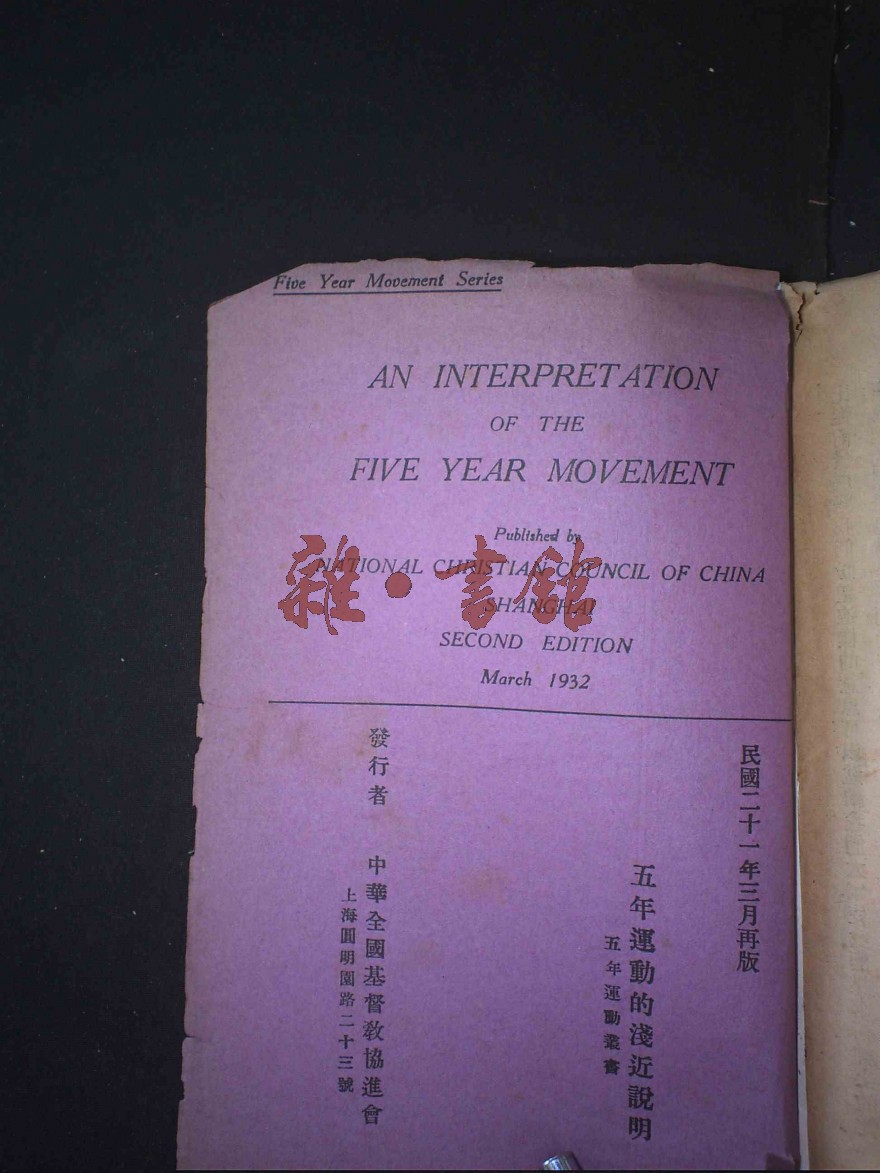 Five Year Movement Series
AN INTERPRETATION
OF THE
FIVE YEAR MOVEMENT
Published by
NATIONAL CHRISTIAN COUNCIL OF CHINA
SHANGHAI
SECOND EDITION
March 1932
雜·書館
民國二十一年三月再版
五年運動的淺近說明
五年運動叢書
發行者 中華全國基督教協進會
上海圓明園路二十三號